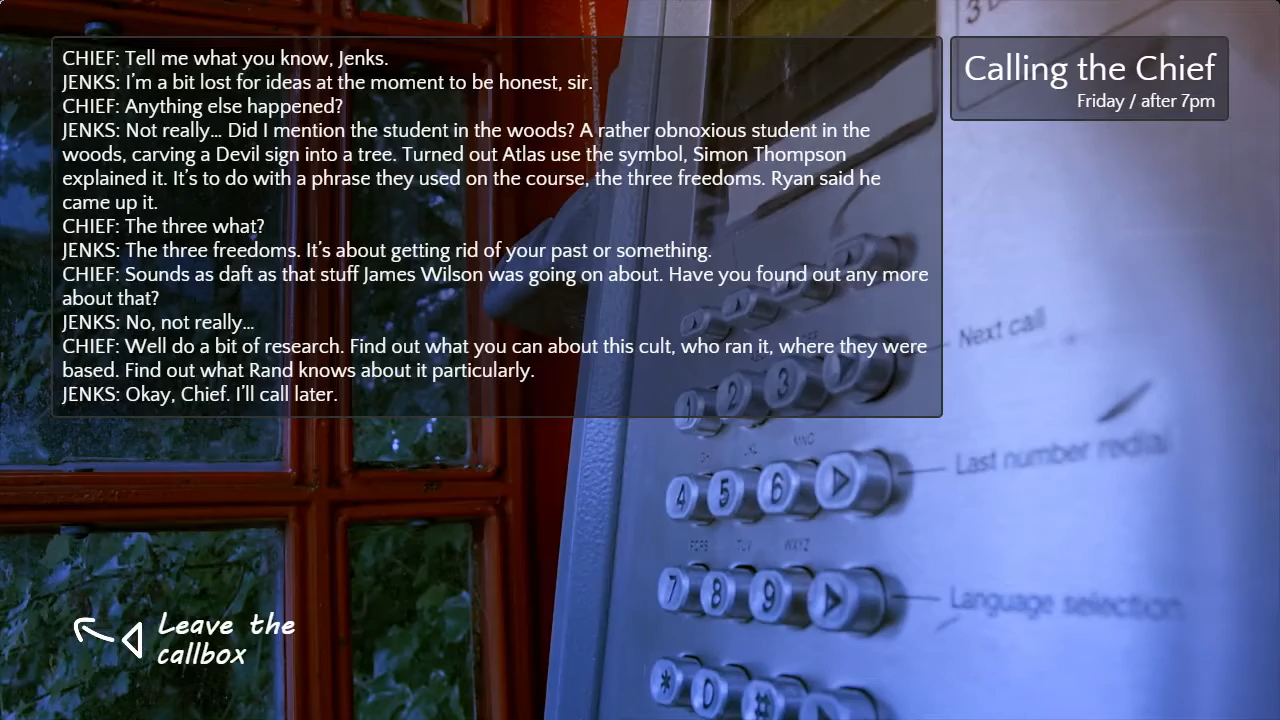 CHIEF: Tell me what you know, Jenks.
JENKS: I'm a bit lost for ideas at the moment to be honest, sir.
CHIEF: Anything else happened?
JENKS: Not really... Did I mention the student in the woods? A rather obnoxious student in the
woods, carving a Devil sign into a tree. Turned out Atlas use the symbol, Simon Thompson
explained it. It's to do with a phrase they used on the course, the three freedoms. Ryan said he
came up it.
CHIEF: The three what?
JENKS: The three freedoms. It's about getting rid of your past or something.
CHIEF: Sounds as daft as that stuff James Wilson was going on about. Have you found out any more
about that?
JENKS: No, not really...
CHIEF: Well do a bit of research. Find out what you can about this cult, who ran it, where they were
based. Find out what Rand knows about it particularly.
JENKS: Okay, Chief. I'll call later.
Calling the Chief
Friday / after 7pm
Next call
1 2 3
Last number redial
4 5 6
Language selection
7 8 9
* 0 #
Leave the
callbox